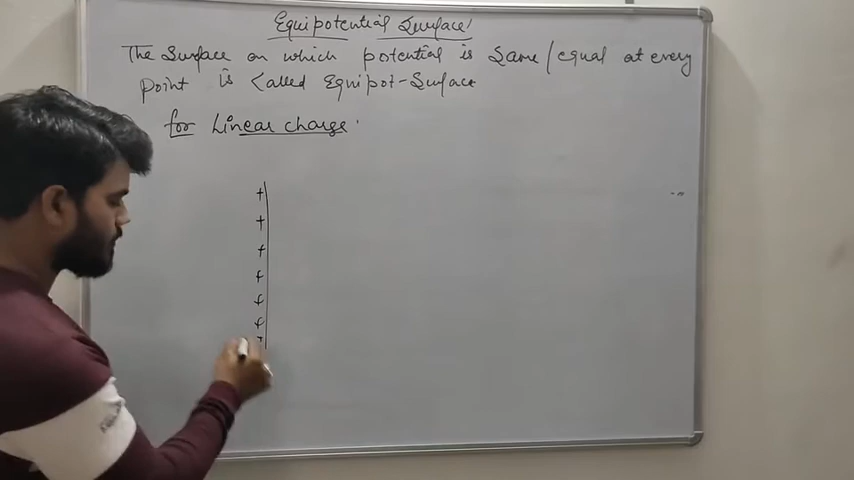 Equipotential Surface
The Surface on which potential is Same/equal at every
point is Called Equipot-Surface
for Linear charge.
+
+
+
+
+
+